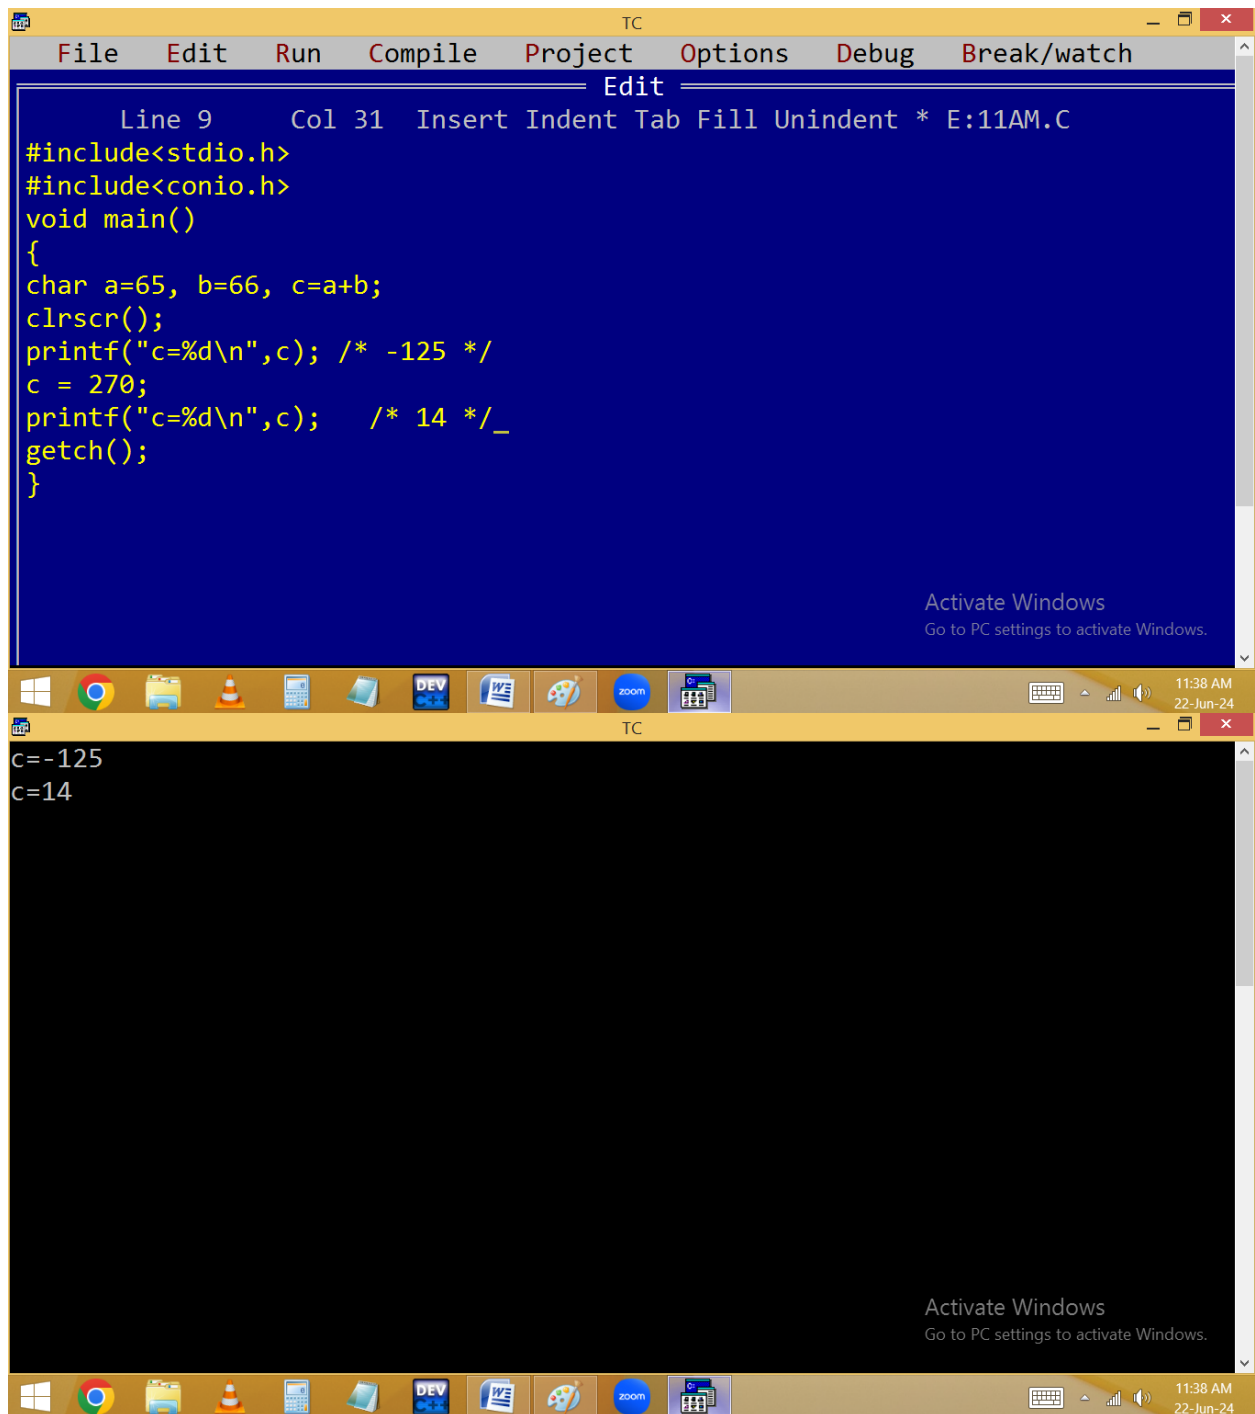 TC
File Edit Run Compile Project Options Debug Break/watch
Edit
Line 9 Col 31 Insert Indent Tab Fill Unindent * E:11AM.C
#include<stdio.h>
#include<conio.h>
void main()
{
char a=65, b=66, c=a+b;
clrscr();
printf("c=%d\n",c); /* -125 */
c = 270;
printf("c=%d\n",c); /* 14 */_
getch();
}
Activate Windows
Go to PC settings to activate Windows.
DEV
C++
W
zoom
11:38 AM
22-Jun-24
TC
c=-125
c=14
Activate Windows
Go to PC settings to activate Windows.
DEV
C++
W
zoom
11:38 AM
22-Jun-24